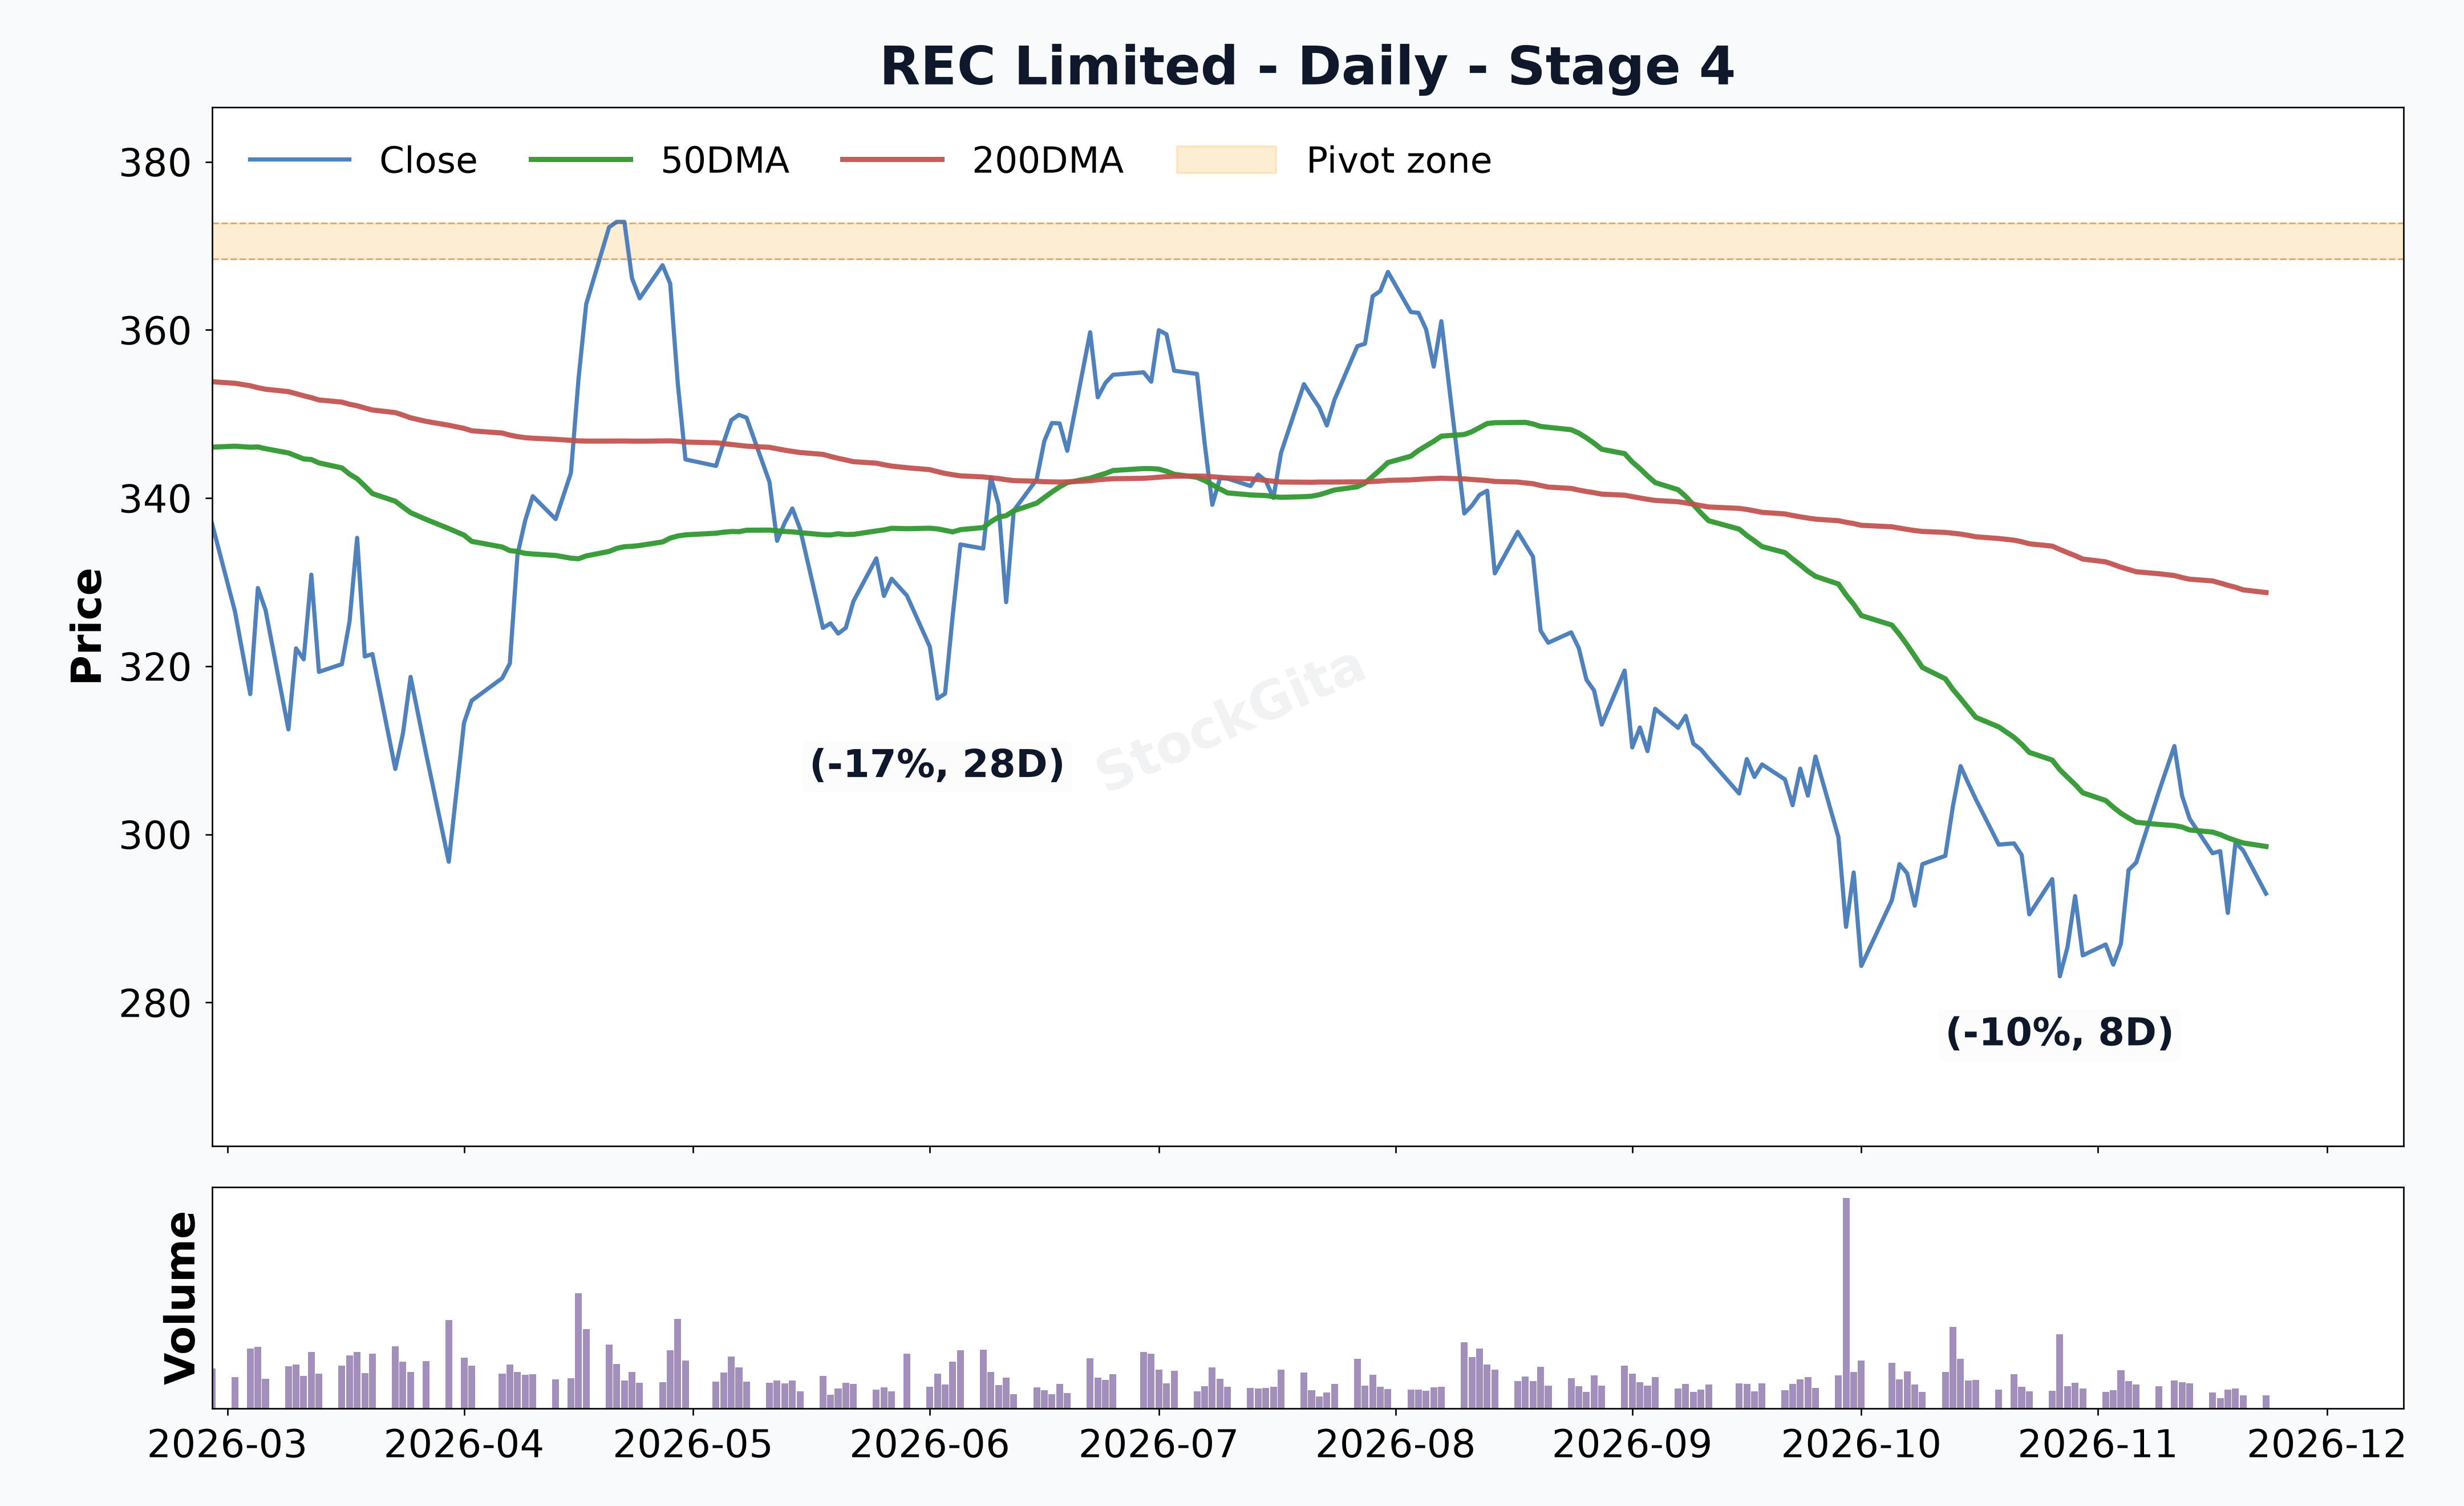 REC Limited - Daily - Stage 4
Close 50DMA 200DMA Pivot zone
380
360
340
320
300
280
Price
StockGita
(-17%, 28D)
(-10%, 8D)
Volume
2026-03 2026-04 2026-05 2026-06 2026-07 2026-08 2026-09 2026-10 2026-11 2026-12